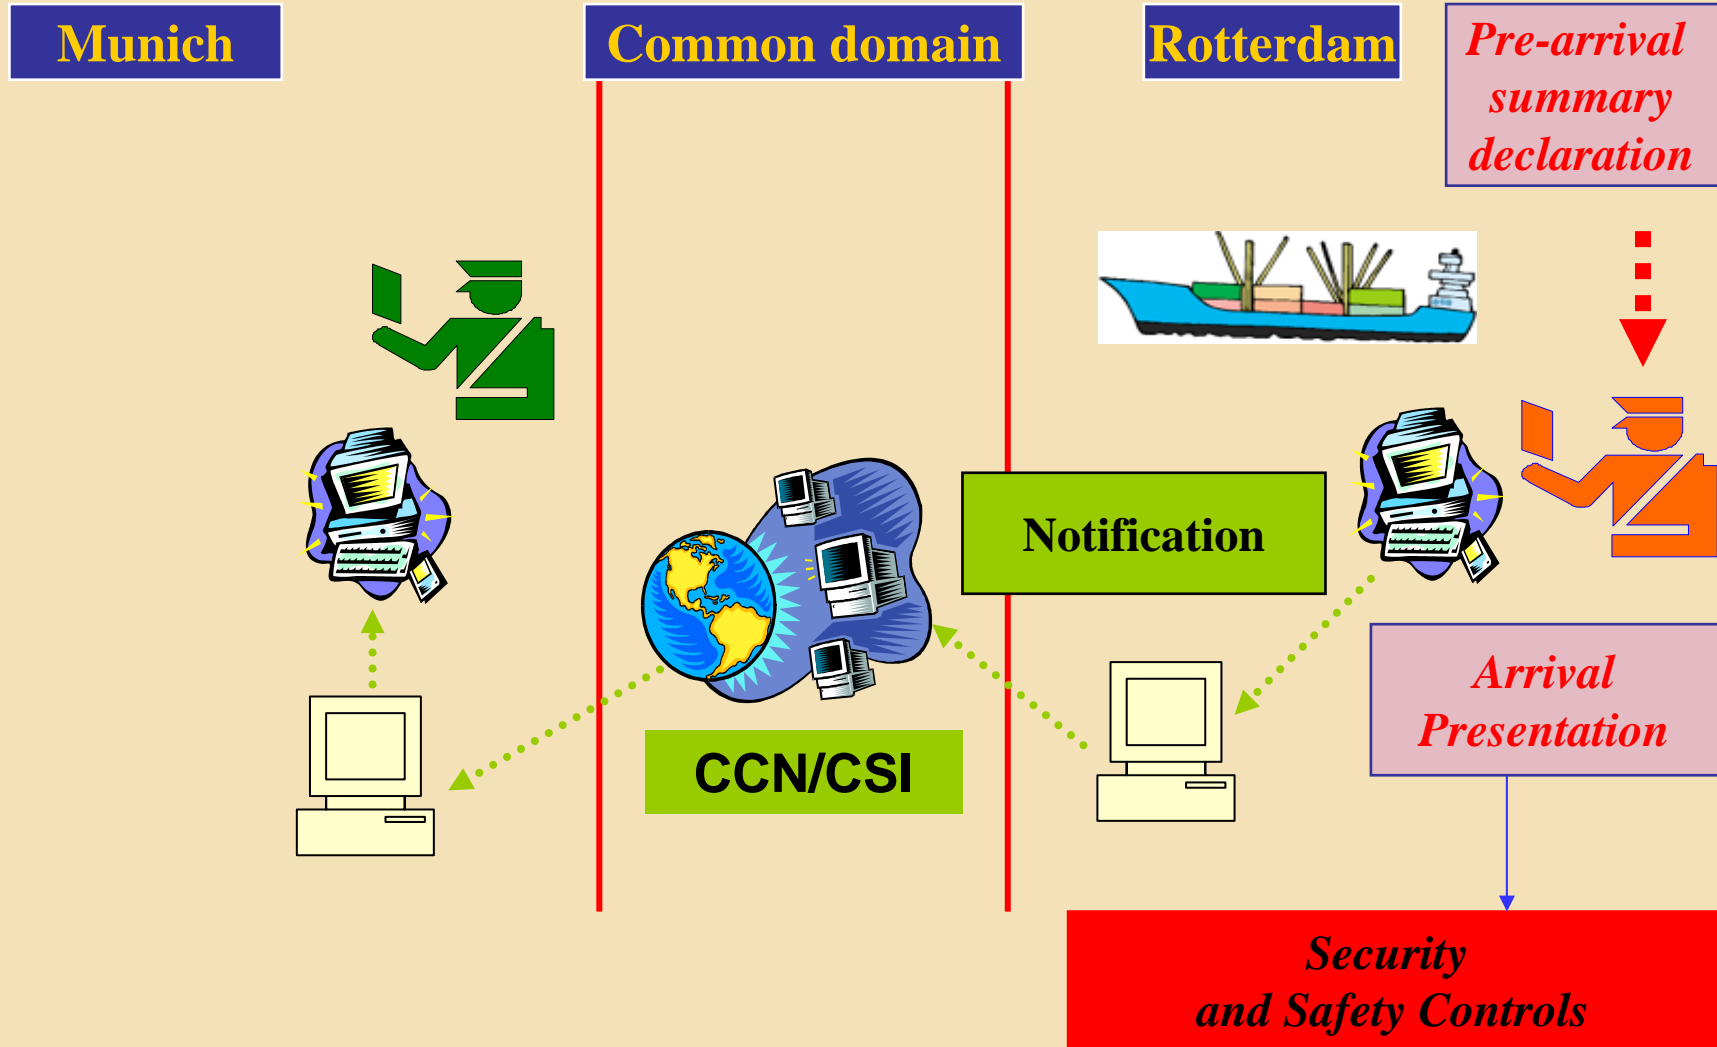 Munich
Common domain
Rotterdam
Pre-arrival
summary
declaration
Notification
CCN/CSI
Arrival
Presentation
Security
and Safety Controls